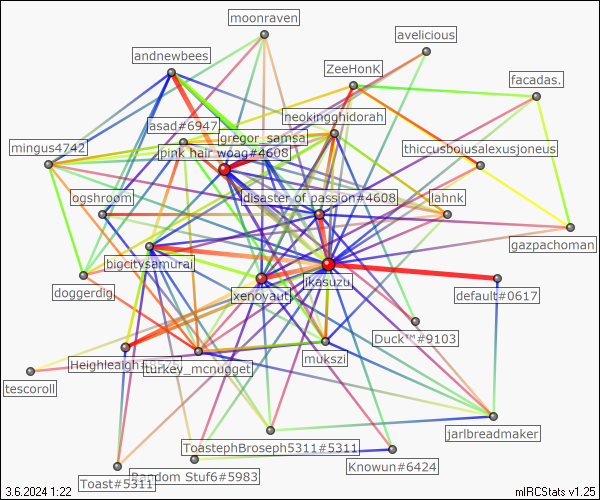 moonraven
avelicious
andnewbees
ZeeHonK
facadas.
neokingghidorah
asad#6947
gregor_samsa
mingus4742
pink hair woag#4608
thiccusboiusalexusjoneus
ogshroom
disaster of passion#4608
lahnk
gazpachoman
bigcitysamurai
doggerdig
xenoyaut
ikasuzu
default#0617
Duck™#9103
mukszi
turkey_mcnugget
tescoroll
jarlbreadmaker
ToastephBroseph5311#5311
Knowun#6424
Random Stuf6#5983
Toast#5311
3.6.2024 1:22
mIRCStats v1.25